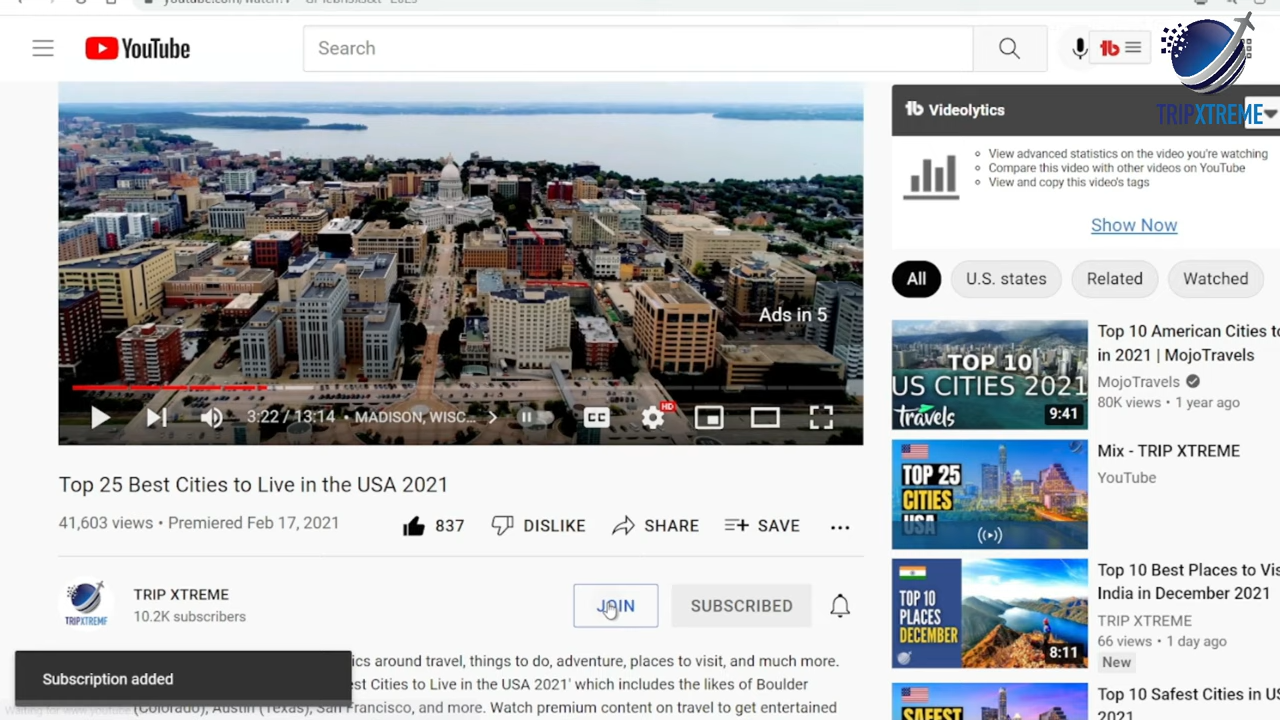 YouTube
Search
TRIPXTREME
Videolytics
View advanced statistics on the video you're watching
Compare this video with other videos on YouTube
View and copy this video's tags
Show Now
All
U.S. states
Related
Watched
Ads in 5
3:22 / 13:14 • MADISON, WISC...
CC
HD
Top 25 Best Cities to Live in the USA 2021
41,603 views • Premiered Feb 17, 2021
837
DISLIKE
SHARE
SAVE
TRIPXTREME
TRIP XTREME
10.2K subscribers
JOIN
SUBSCRIBED
ics around travel, things to do, adventure, places to visit, and much more.
st Cities to Live in the USA 2021' which includes the likes of Boulder
(Colorado), Austin (Texas), San Francisco, and more. Watch premium content on travel to get entertained
Subscription added
TOP 10
US CITIES 2021
travels
9:41
Top 10 American Cities to
in 2021 | MojoTravels
MojoTravels
80K views • 1 year ago
TOP 25
CITIES
USA
Mix - TRIP XTREME
YouTube
TOP 10
PLACES
DECEMBER
8:11
Top 10 Best Places to Vis
India in December 2021
TRIP XTREME
66 views • 1 day ago
New
SAFEST
Top 10 Safest Cities in US
2021